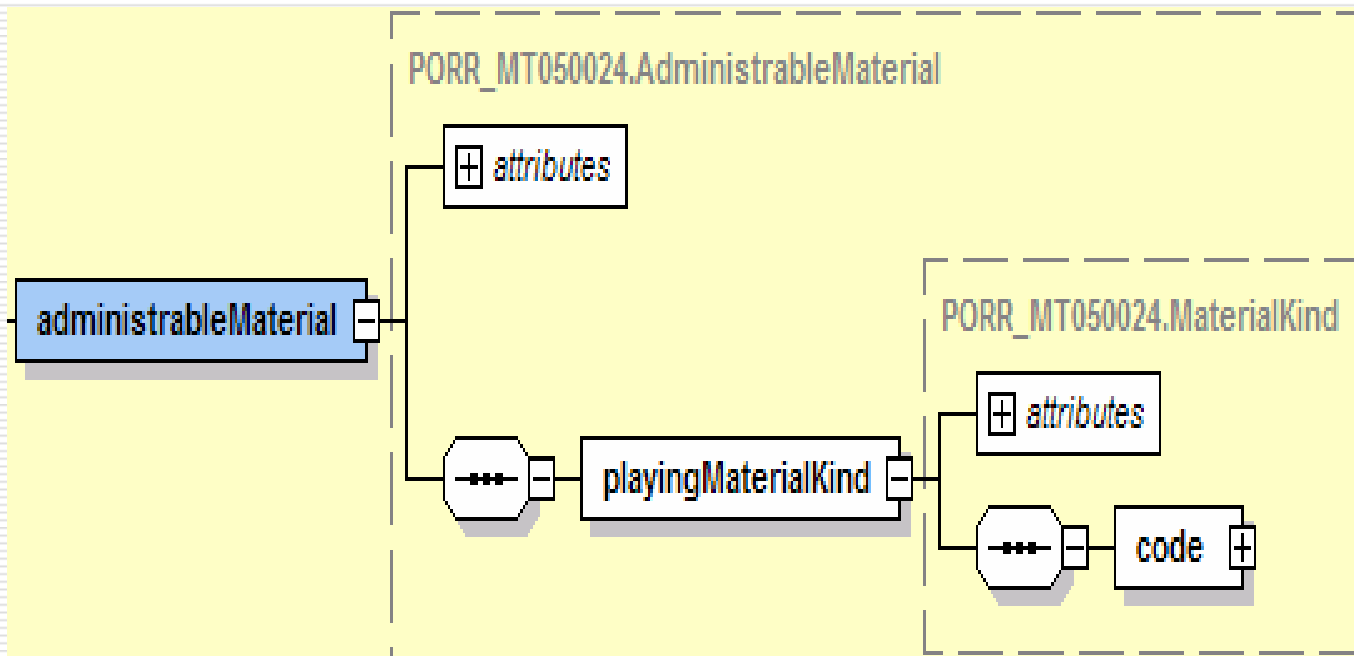 PORR_MT050024.AdministrableMaterial
attributes
administrableMaterial
PORR_MT050024.MaterialKind
attributes
playingMaterialKind
code